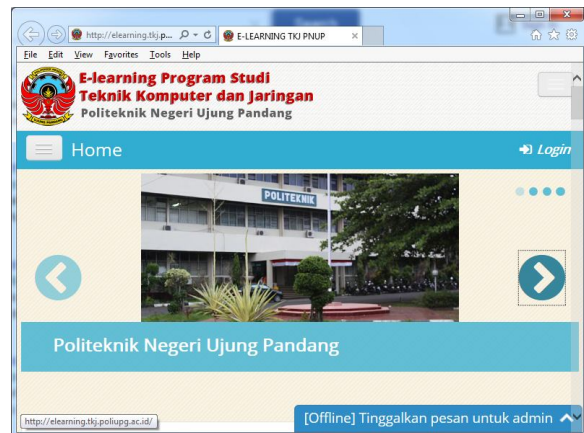 http://elearning.tkj.p...
E-LEARNING TKJ PNUP
File Edit View Favorites Tools Help
E-learning Program Studi
Teknik Komputer dan Jaringan
Politeknik Negeri Ujung Pandang
Home
Login
POLITEKNIK
Politeknik Negeri Ujung Pandang
http://elearning.tkj.poliupg.ac.id/
[Offline] Tinggalkan pesan untuk admin